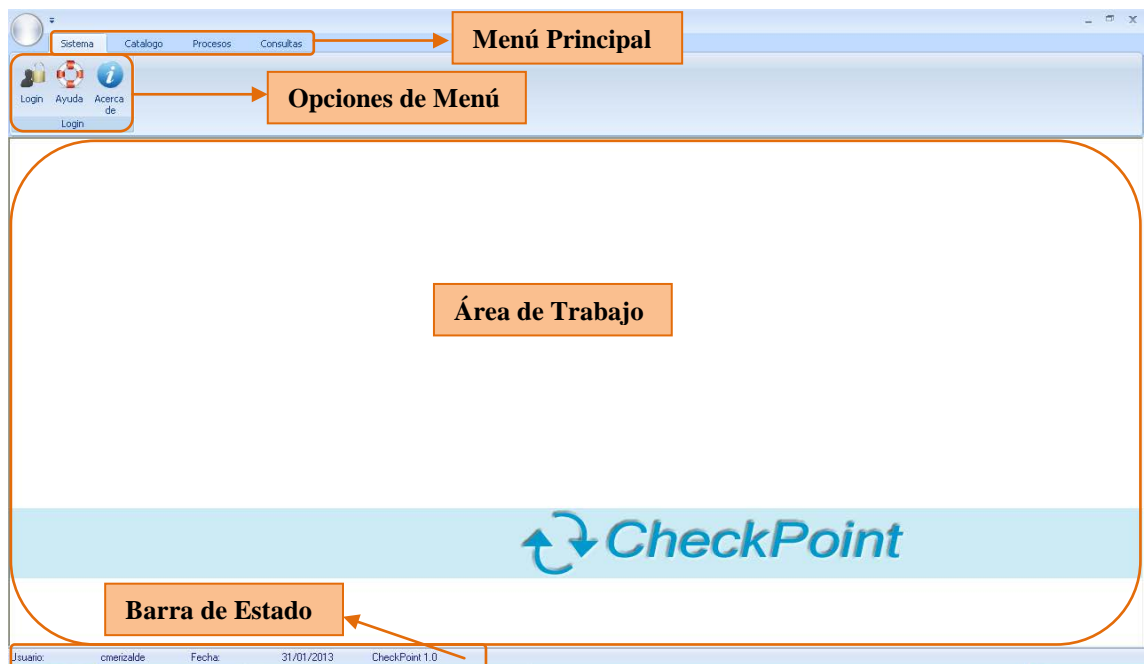 Sistema Catalogo Procesos Consultas
Menú Principal
Login Ayuda Acerca
de
Login
Opciones de Menú
Área de Trabajo
CheckPoint
Barra de Estado
Usuario: cmerizalde Fecha: 31/01/2013 CheckPoint 1.0